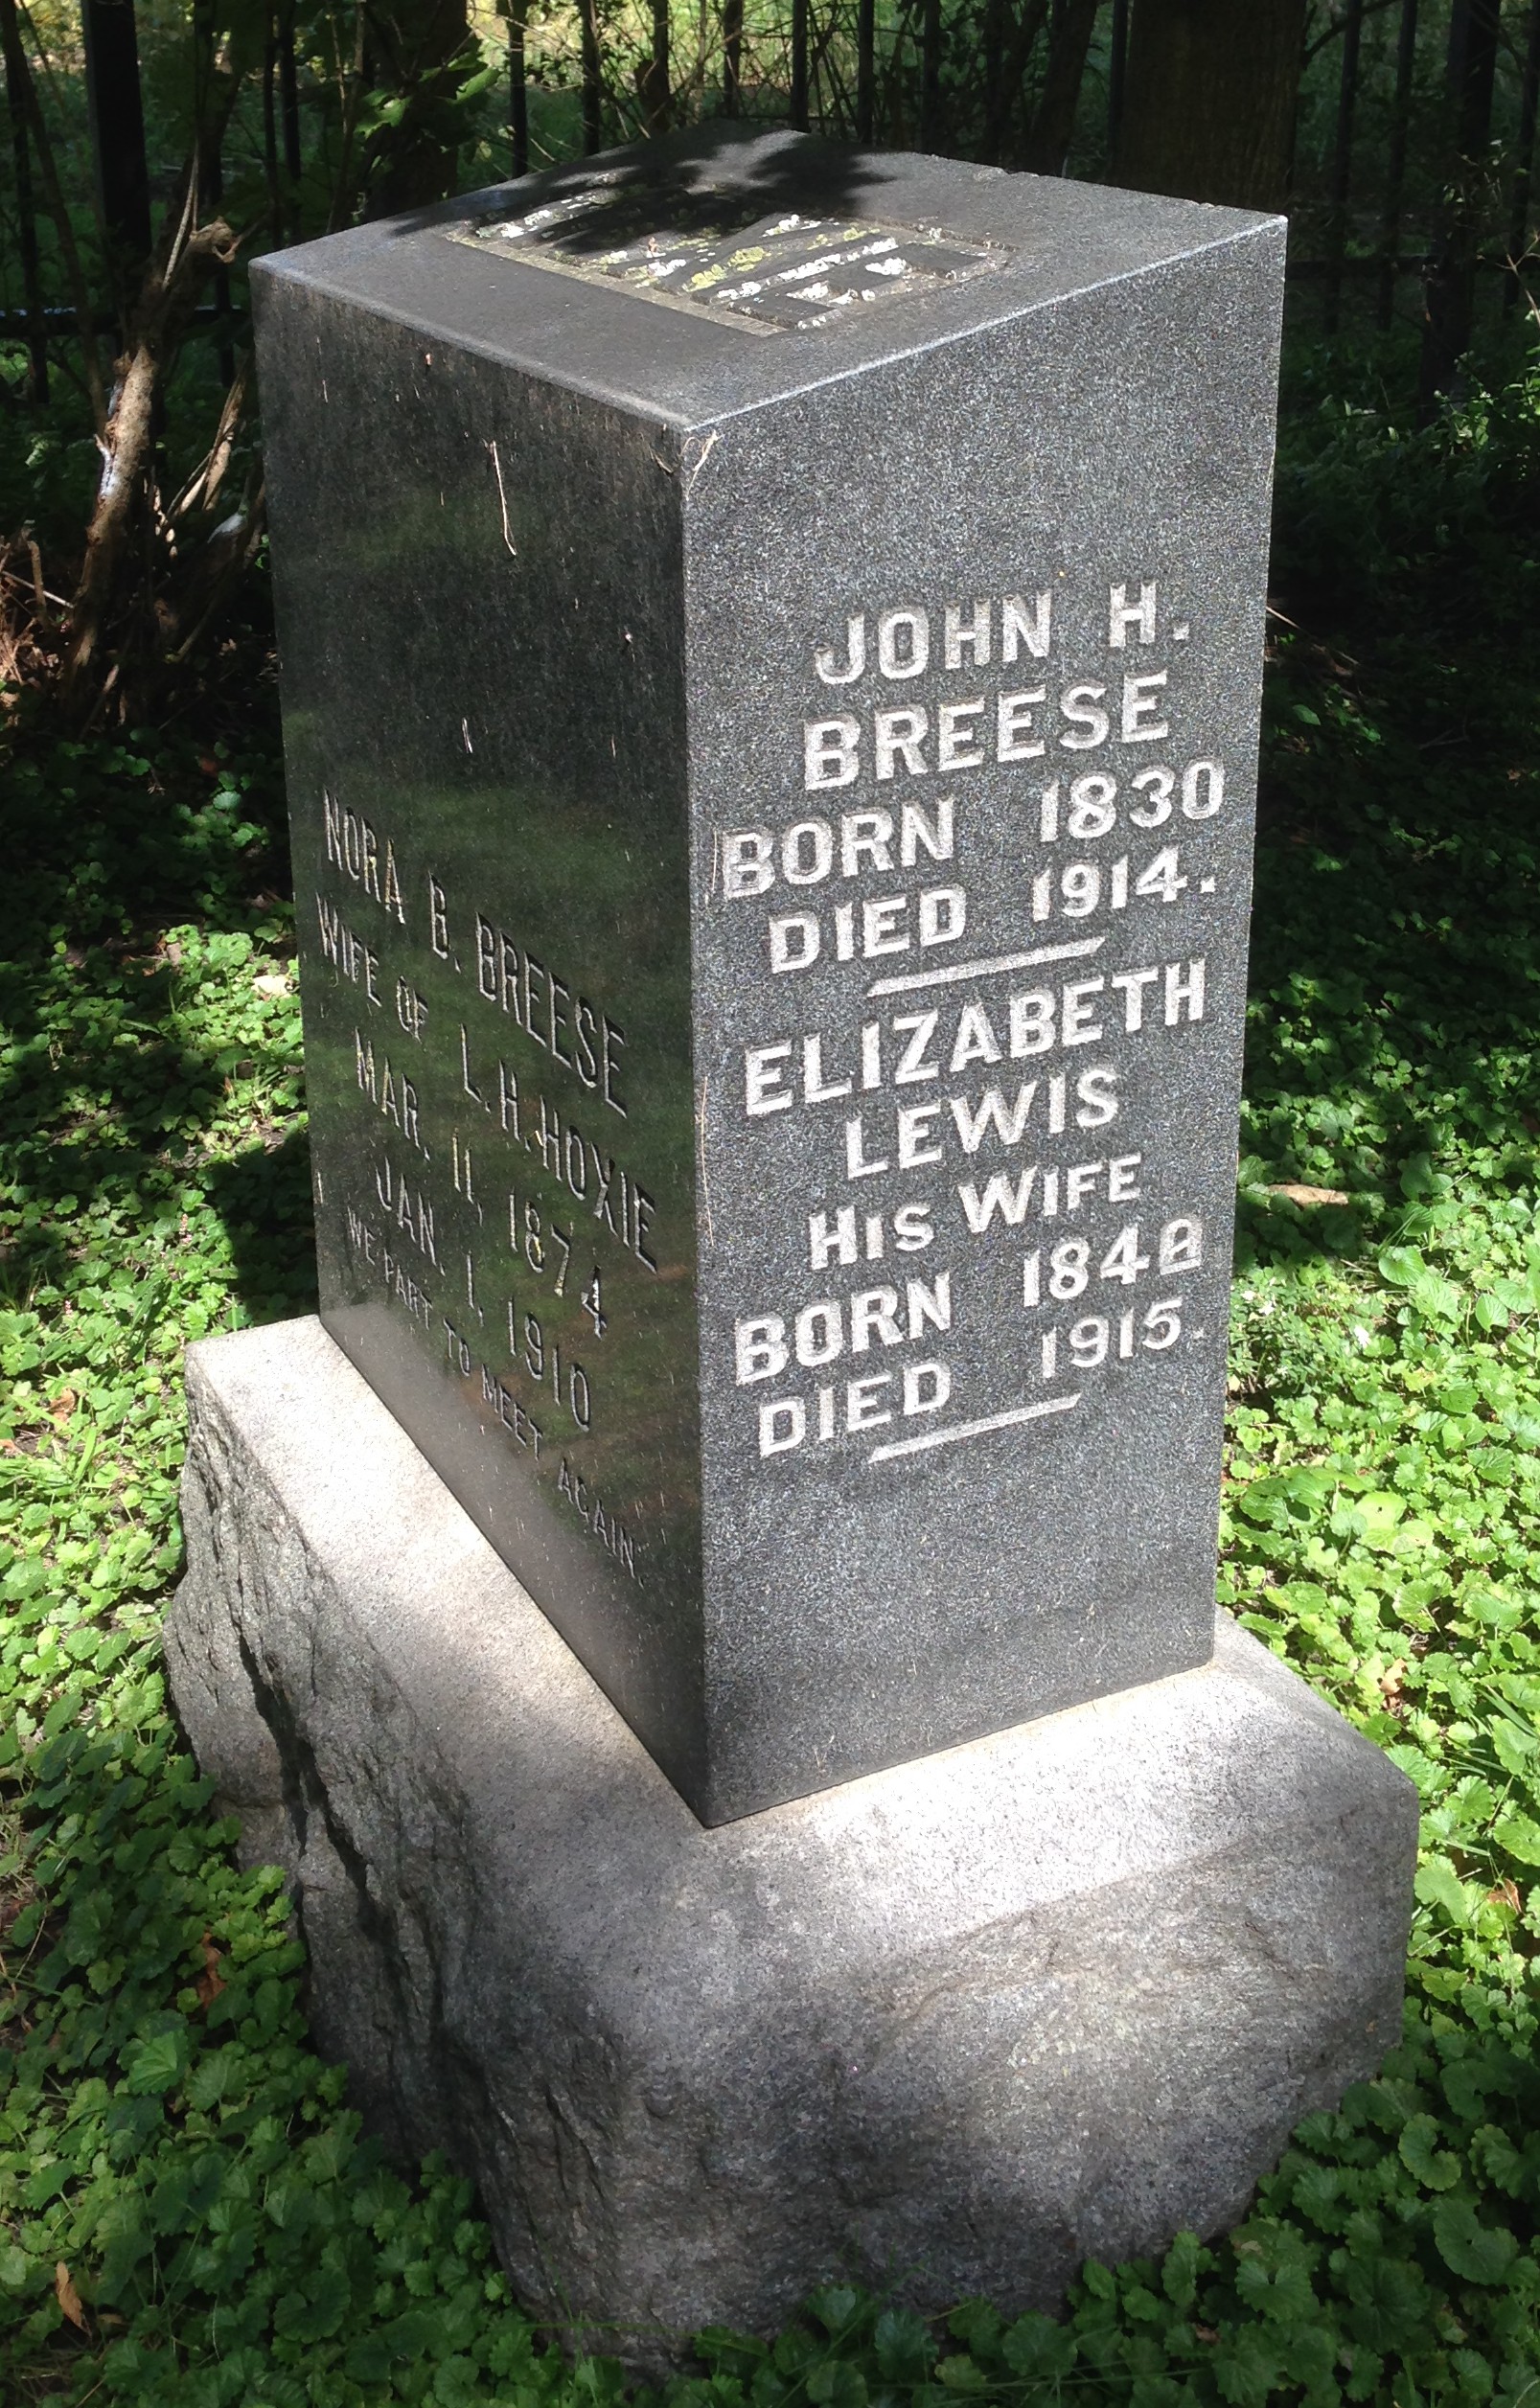 NORA B. BREESE
WIFE OF L.H. HOXIE
MAR. 11, 1874
JAN. 1, 1910
WE PART TO MEET AGAIN.
JOHN H.
BREESE
BORN 1830
DIED 1914.
ELIZABETH
LEWIS
HIS WIFE
BORN
DIED 1915.